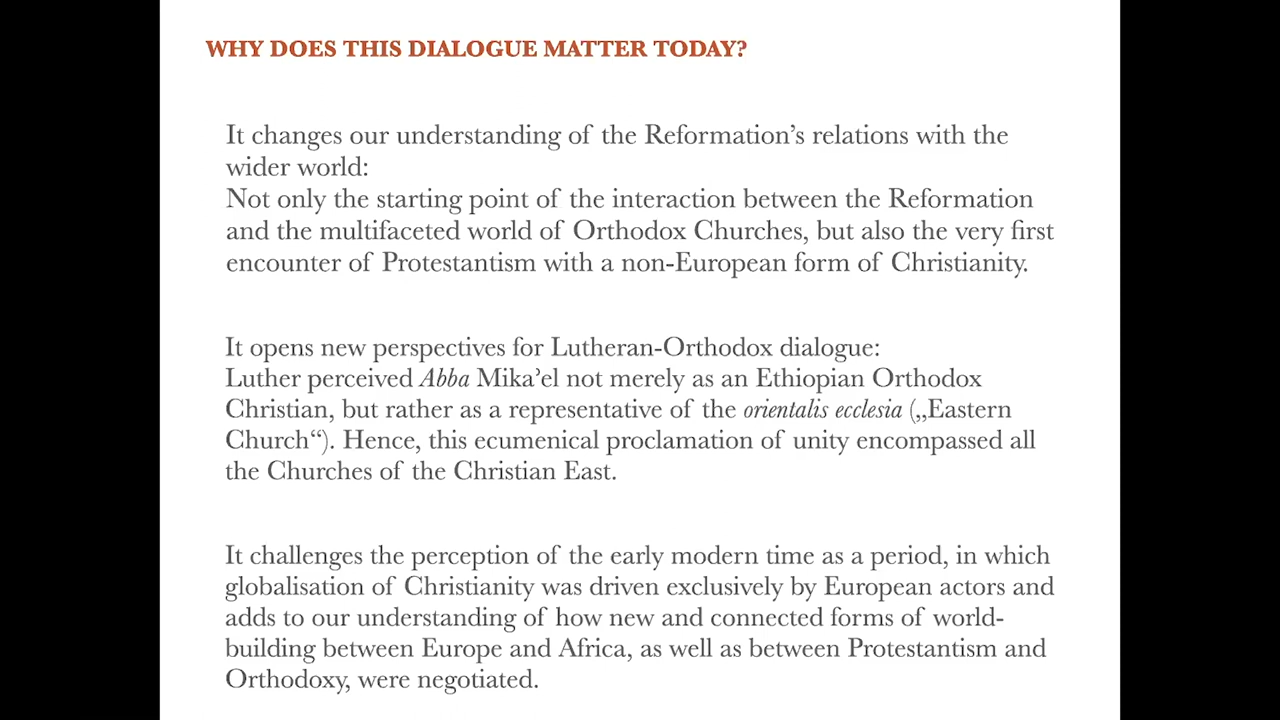 WHY DOES THIS DIALOGUE MATTER TODAY?
It changes our understanding of the Reformation’s relations with the
wider world:
Not only the starting point of the interaction between the Reformation
and the multifaceted world of Orthodox Churches, but also the very first
encounter of Protestantism with a non-European form of Christianity.
It opens new perspectives for Lutheran-Orthodox dialogue:
Luther perceived Abba Mika’el not merely as an Ethiopian Orthodox
Christian, but rather as a representative of the orientalis ecclesia („Eastern
Church“). Hence, this ecumenical proclamation of unity encompassed all
the Churches of the Christian East.
It challenges the perception of the early modern time as a period, in which
globalisation of Christianity was driven exclusively by European actors and
adds to our understanding of how new and connected forms of world-
building between Europe and Africa, as well as between Protestantism and
Orthodoxy, were negotiated.